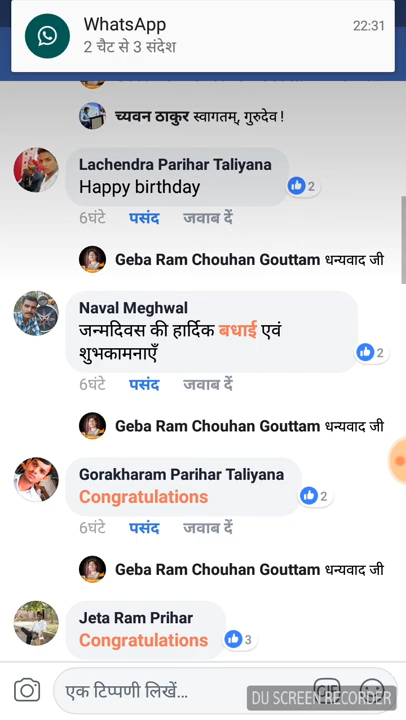 WhatsApp
22:31
2 चैट से 3 संदेश
च्यवन ठाकुर स्वागतम्, गुरुदेव !
Lachendra Parihar Taliyana
Happy birthday
2
6घंटे पसंद जवाब दें
Geba Ram Chouhan Gouttam धन्यवाद जी
Naval Meghwal
जन्मदिवस की हार्दिक बधाई एवं
शुभकामनाएँ
2
6घंटे पसंद जवाब दें
Geba Ram Chouhan Gouttam धन्यवाद जी
Gorakharam Parihar Taliyana
Congratulations
2
6घंटे पसंद जवाब दें
Geba Ram Chouhan Gouttam धन्यवाद जी
Jeta Ram Prihar
Congratulations
3
एक टिप्पणी लिखें...
GIF
DU SCREEN RECORDER